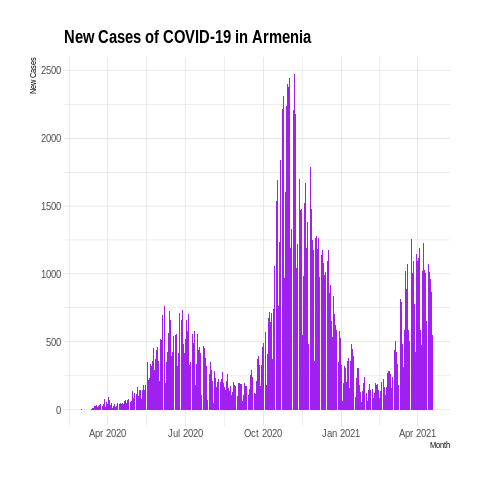 New Cases of COVID-19 in Armenia
New Cases
2500
2000
1500
1000
500
0
Apr 2020
Jul 2020
Oct 2020
Jan 2021
Apr 2021
Month